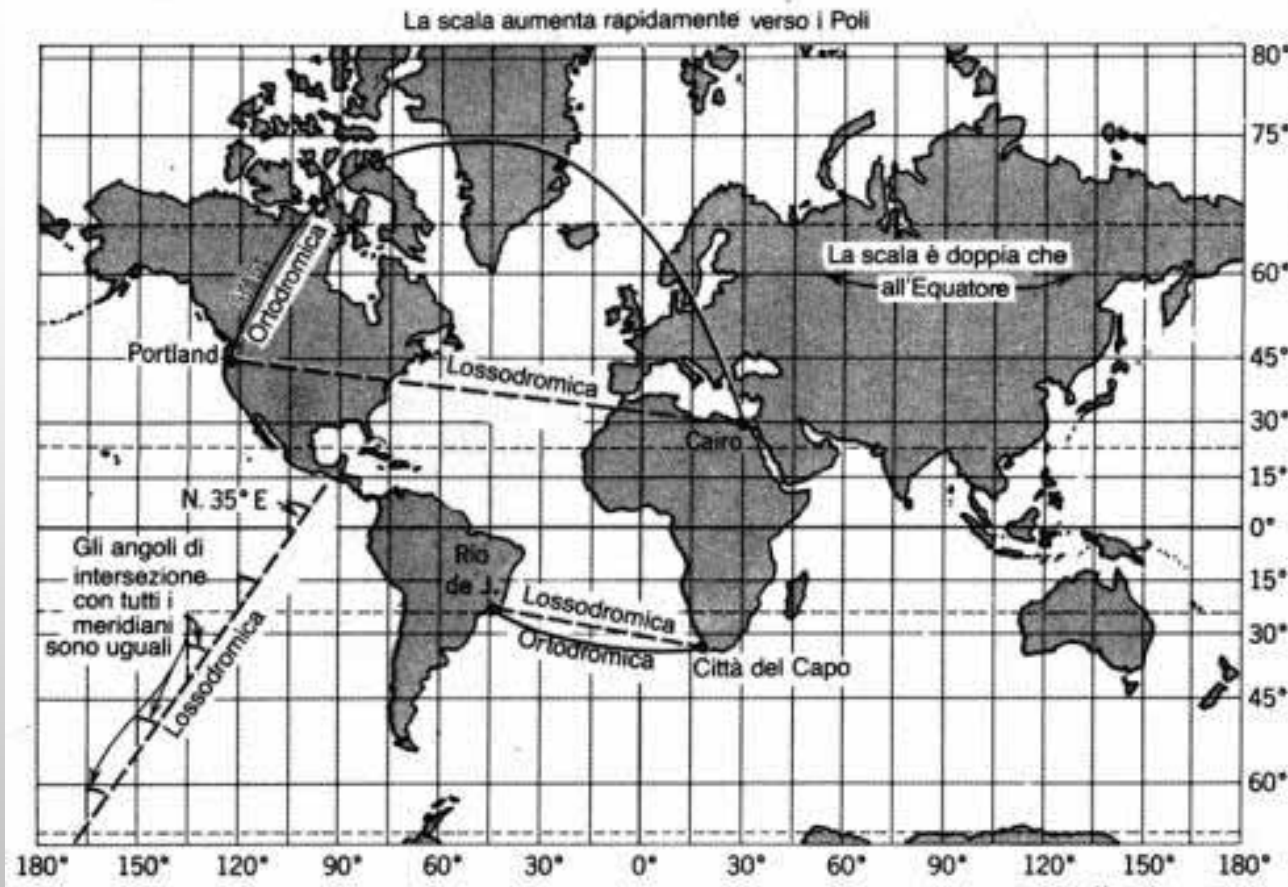 La scala aumenta rapidamente verso i Poli
80°
75°
Ortodromica
La scala è doppia che
all'Equatore
60°
Portland
Lossodromica
45°
30°
Cairo
15°
N. 35° E
0°
Gli angoli di
intersezione
con tutti i
meridiani
sono uguali
Lossodromica
Rio
de J.
Lossodromica
Ortodromica
Città del Capo
15°
30°
45°
60°
180° 150° 120° 90° 60° 30° 0° 30° 60° 90° 120° 150° 180°